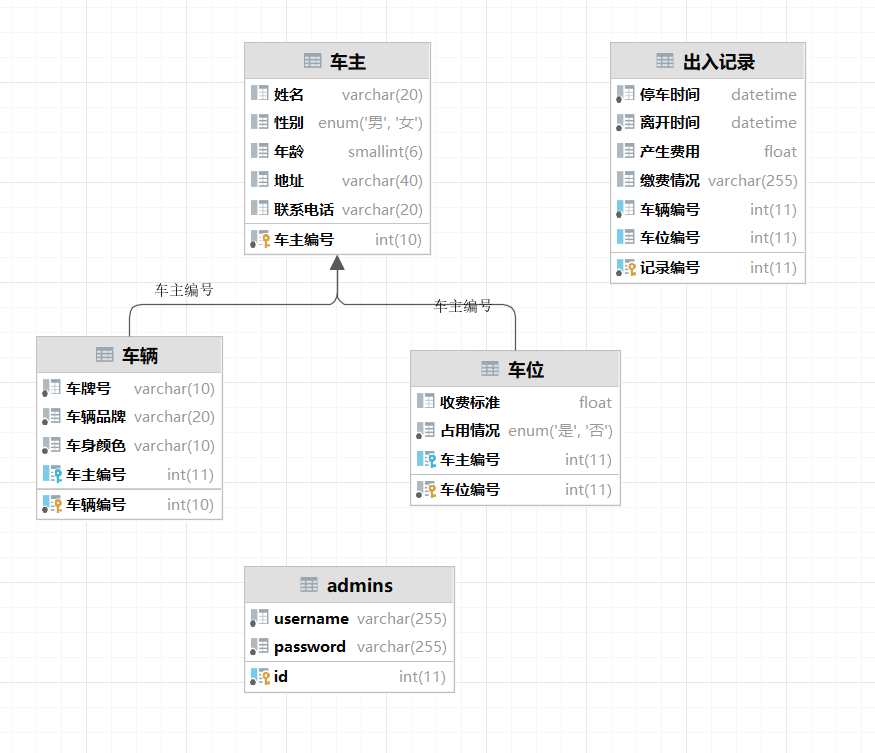 车主
姓名 varchar(20)
性别 enum('男', '女')
年龄 smallint(6)
地址 varchar(40)
联系电话 varchar(20)
车主编号 int(10)
出入记录
停车时间 datetime
离开时间 datetime
产生费用 float
缴费情况 varchar(255)
车辆编号 int(11)
车位编号 int(11)
记录编号 int(11)
车主编号
车主编号
车辆
车牌号 varchar(10)
车辆品牌 varchar(20)
车身颜色 varchar(10)
车主编号 int(11)
车辆编号 int(10)
车位
收费标准 float
占用情况 enum('是', '否')
车主编号 int(11)
车位编号 int(11)
admins
username varchar(255)
password varchar(255)
id int(11)